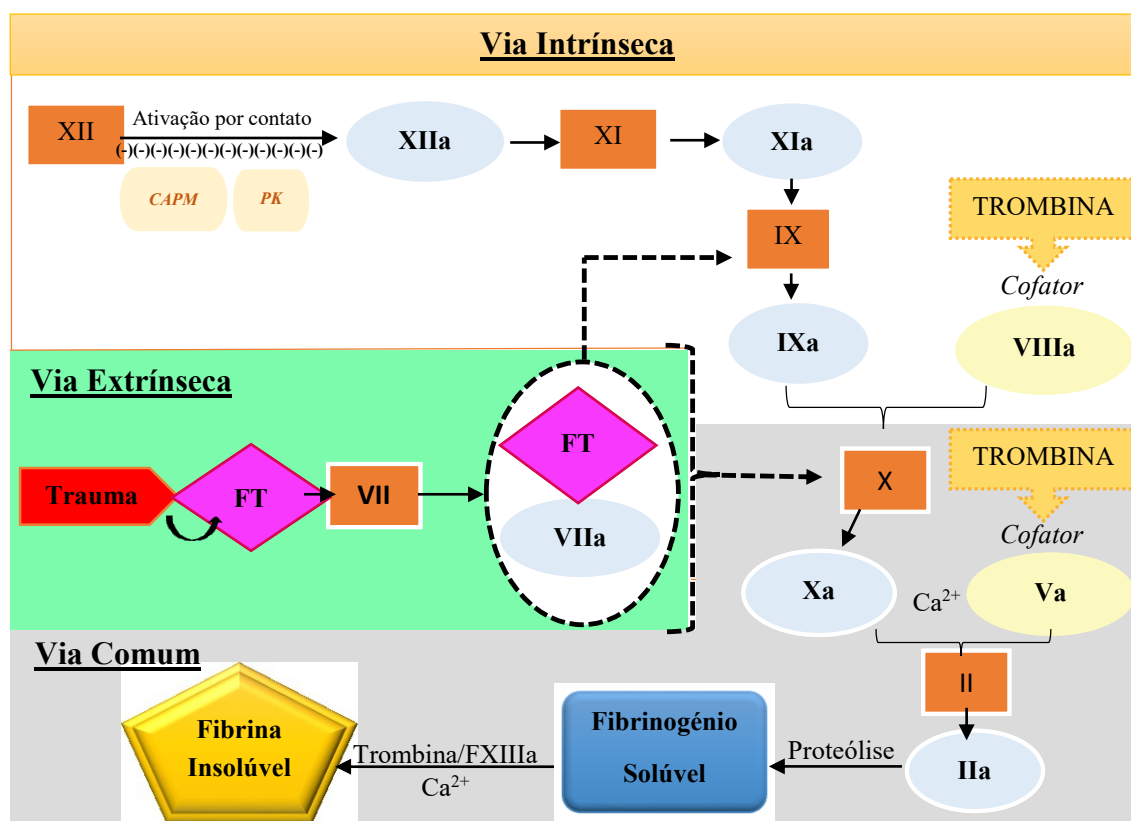 Via Intrínseca
XII
Ativação por contato
(-)(-)(-)(-)(-)(-)(-)(-)(-)(-)(-)(-)
CAPM
PK
XIIa
XI
XIa
IX
IXa
TROMBINA
Cofator
VIIIa
Via Extrínseca
Trauma
FT
VII
FT
VIIa
X
TROMBINA
Cofator
Xa
Ca²⁺
Va
Via Comum
II
IIa
Proteólise
Fibrinogénio
Solúvel
Trombina/FXIIIa
Ca²⁺
Fibrina
Insolúvel